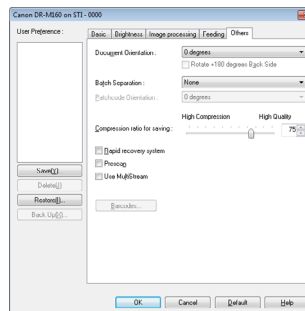 Canon DR-M160 on STI - 0000
User Preference :
Basic Brightness Image processing Feeding Others
Document Orientation : 0 degrees
Rotate +180 degrees Back Side
Batch Separation : None
Patchcode Orientation : 0 degrees
High Compression High Quality
Compression ratio for saving : 75
Rapid recovery system
Prescan
Use MultiStream
Save(V)
Delete(J)
Restore(I)...
Back Up(K)...
Barcodes...
OK Cancel Default Help